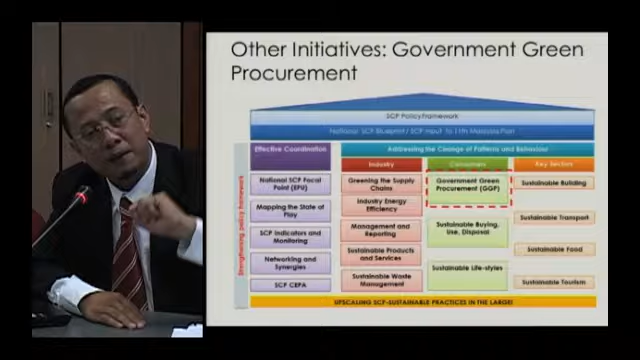 Other Initiatives: Government Green
Procurement
SCP Policy Framework
National SCP Blueprint / SCP Input to 11th Malaysia Plan
Strengthening policy framework
Effective Coordination
National SCP Focal
Point (EPU)
Mapping the State of
Play
SCP Indicators and
Monitoring
Networking and
Synergies
SCP CEPA
Addressing the Change of Patterns and Behaviour
Industry
Greening the Supply
Chains
Industry Energy
Efficiency
Management and
Reporting
Sustainable Products
and Services
Sustainable Waste
Management
Consumers
Government Green
Procurement (GGP)
Sustainable Buying,
Use, Disposal
Sustainable Life-styles
Key Sectors
Sustainable Building
Sustainable Transport
Sustainable Food
Sustainable Tourism
UPSCALING SCP-SUSTAINABLE PRACTICES IN THE LARGE!